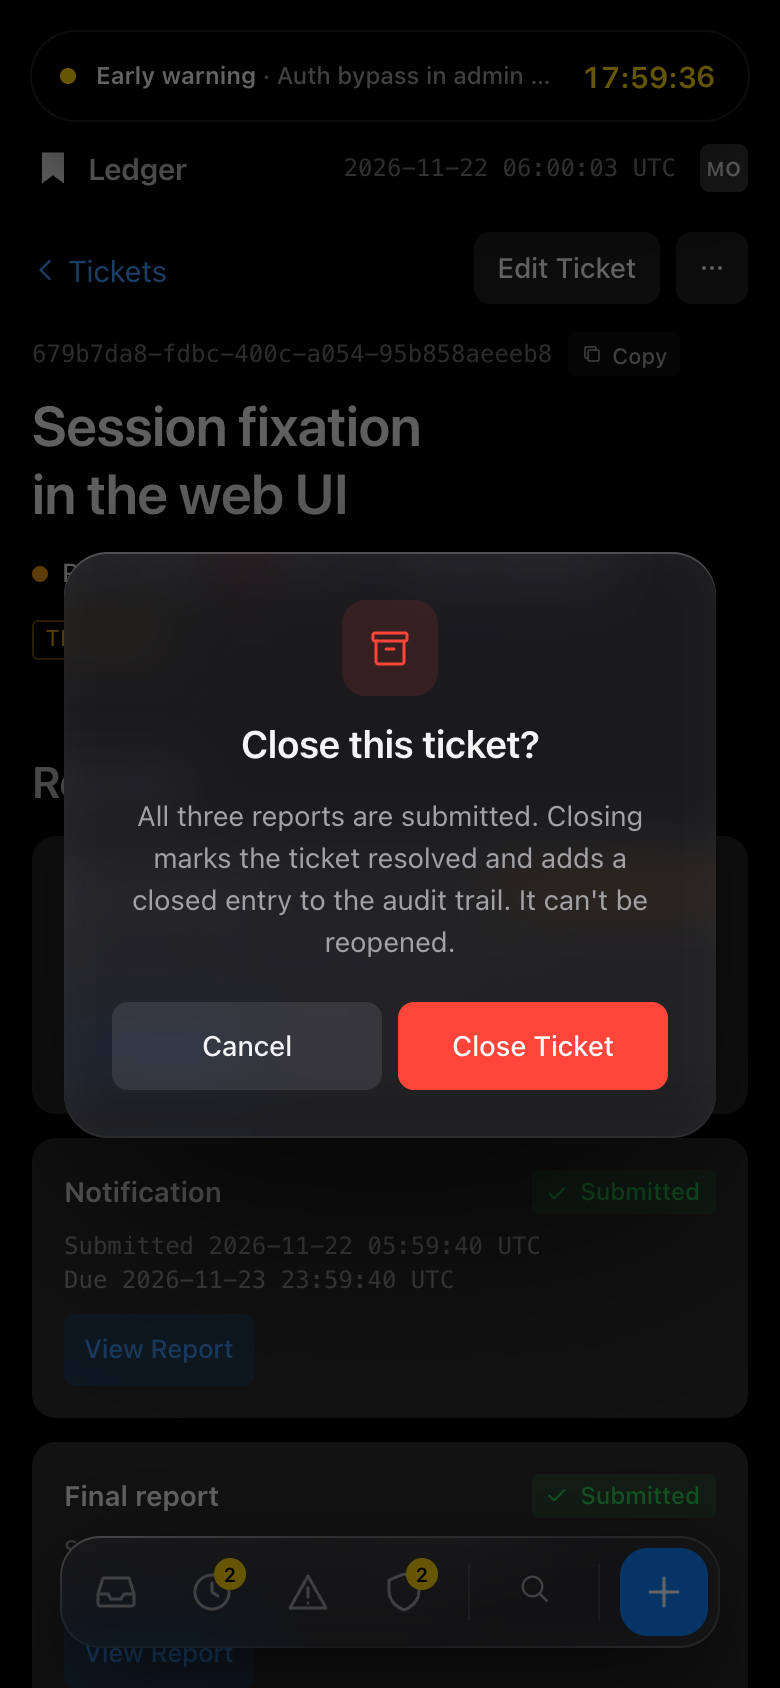 Early warning · Auth bypass in admin ... 17:59:36
Ledger 2026-11-22 06:00:03 UTC MO
Tickets Edit Ticket ...
679b7da8-fdbc-400c-a054-95b858aeeeb8 Copy
Session fixation
in the web UI
Close this ticket?
All three reports are submitted. Closing
marks the ticket resolved and adds a
closed entry to the audit trail. It can't be
reopened.
Cancel Close Ticket
Notification Submitted
Submitted 2026-11-22 05:59:40 UTC
Due 2026-11-23 23:59:40 UTC
View Report
Final report Submitted
2 2
View Report